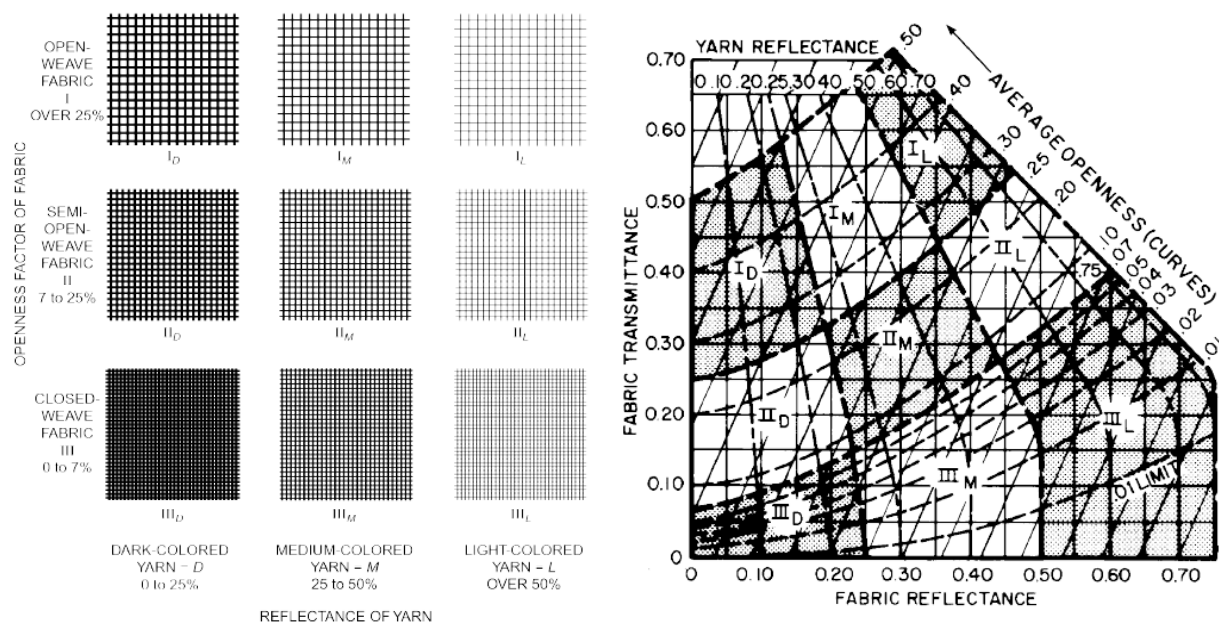 OPENNESS FACTOR OF FABRIC
OPEN-
WEAVE
FABRIC
I
OVER 25%
I_D
I_M
I_L
SEMI-
OPEN-
WEAVE
FABRIC
II
7 to 25%
II_D
II_M
II_L
CLOSED-
WEAVE
FABRIC
III
0 to 7%
III_D
III_M
III_L
DARK-COLORED
YARN – D
0 to 25%
MEDIUM-COLORED
YARN – M
25 to 50%
LIGHT-COLORED
YARN – L
OVER 50%
REFLECTANCE OF YARN
YARN REFLECTANCE
0.10 .20 .25 .30 .40 .50 .60 .70
.75
AVERAGE OPENNESS (CURVES)
.50
.40
.30
.25
.20
.10
.07
.05
.04
.03
.02
FABRIC TRANSMITTANCE
0.70
0.60
0.50
0.40
0.30
0.20
0.10
0
I_L
I_M
I_D
II_L
II_M
II_D
III_L
III_M
III_D
.01 LIMIT
0 0.10 0.20 0.30 0.40 0.50 0.60 0.70
FABRIC REFLECTANCE